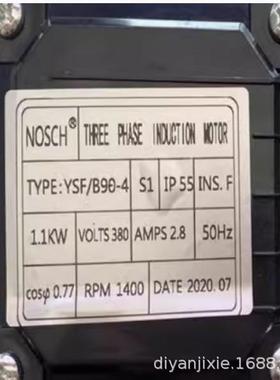 NOSCH® THREE PHASE INDUCTION MOTOR
TYPE: YSF/B90-4 S1 IP 55 INS. F
1.1KW VOLTS 380 AMPS 2.8 50Hz
cosφ 0.77 RPM 1400 DATE 2020.07
diyanjixie.1688